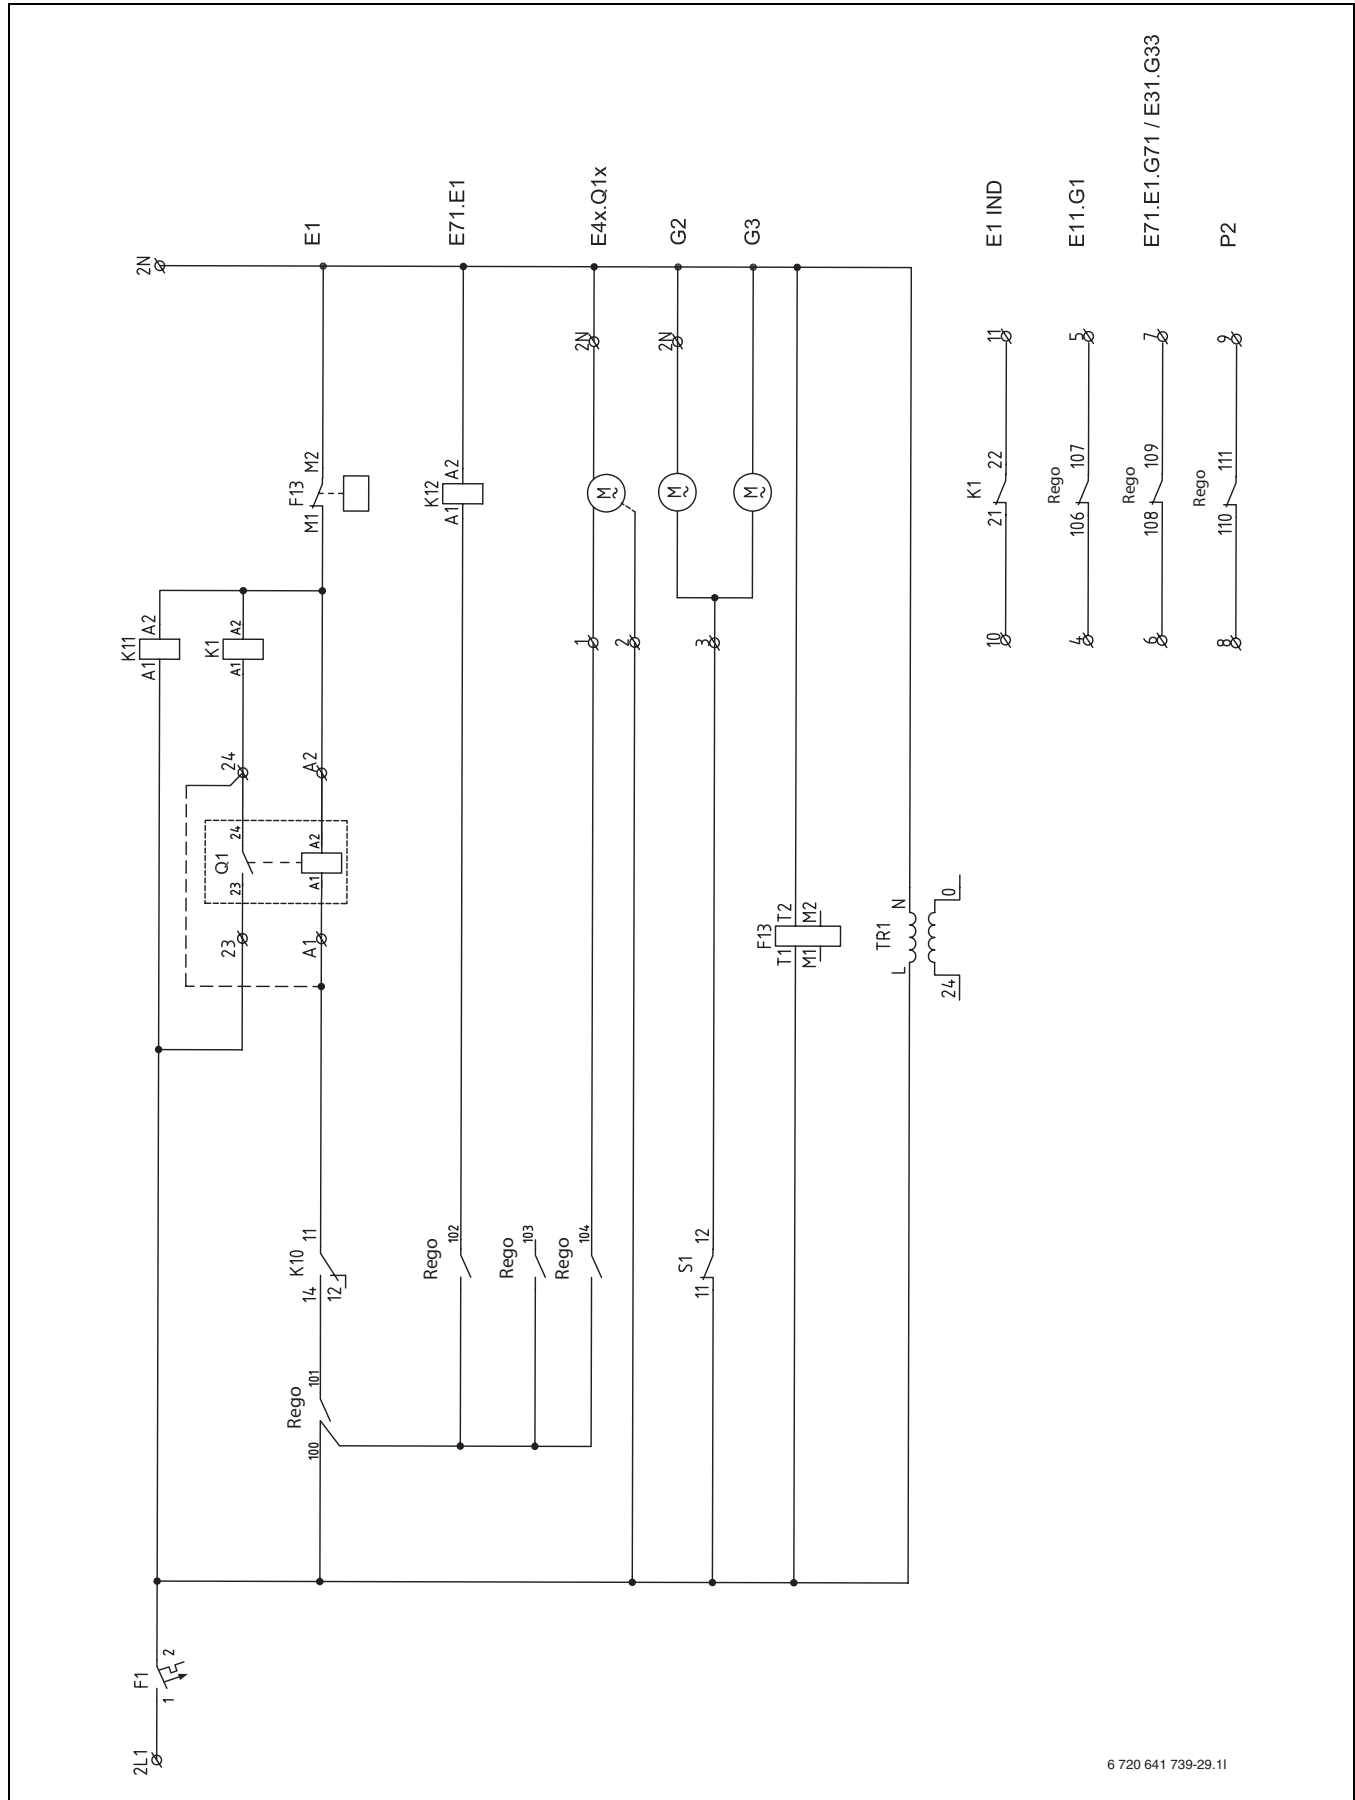 2N
E1
E71.E1
E4x.Q1x
G2
G3
E1 IND
E11.G1
E71.E1.G71 / E31.G33
P2
2N
2N
11
5
7
9
F13
M1
M2
K12
A1
A2
M
M
M
K1
21
22
Rego
106
107
Rego
108
109
Rego
110
111
K11
A1
A2
K1
A1
A2
1
2
3
10
4
6
8
24
A2
Q1
23
24
A1
A2
23
A1
F13
T1
T2
M1
M2
TR1
L
N
24
0
K10
14
11
12
Rego
102
Rego
103
Rego
104
S1
11
12
Rego
100
101
F1
1
2
2L1
6 720 641 739-29.1I